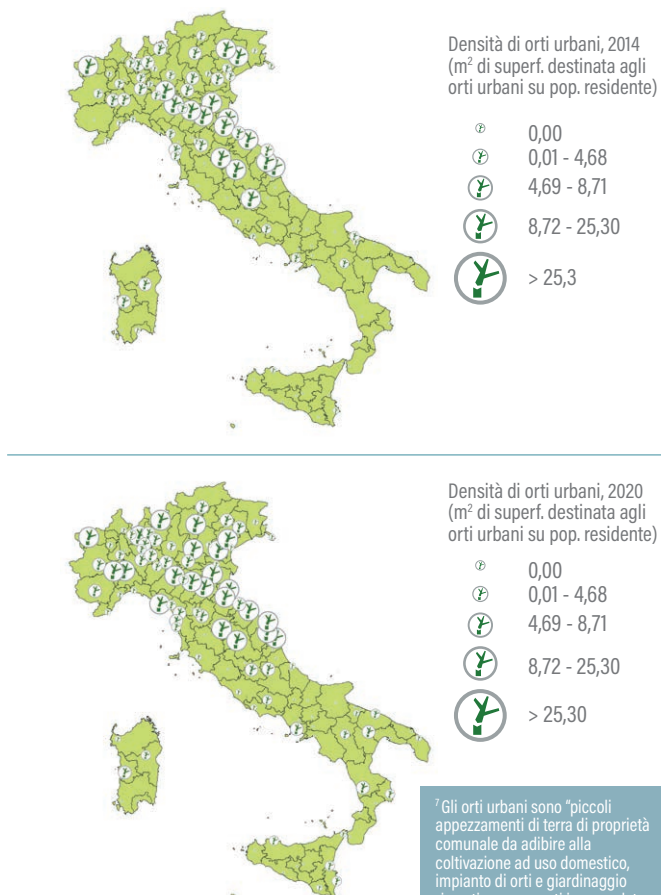 Densità di orti urbani, 2014
(m² di superf. destinata agli
orti urbani su pop. residente)
0,00
0,01 - 4,68
4,69 - 8,71
8,72 - 25,30
> 25,3
Densità di orti urbani, 2020
(m² di superf. destinata agli
orti urbani su pop. residente)
0,00
0,01 - 4,68
4,69 - 8,71
8,72 - 25,30
> 25,30
⁷ Gli orti urbani sono “piccoli
appezzamenti di terra di proprietà
comunale da adibire alla
coltivazione ad uso domestico,
impianto di orti e giardinaggio